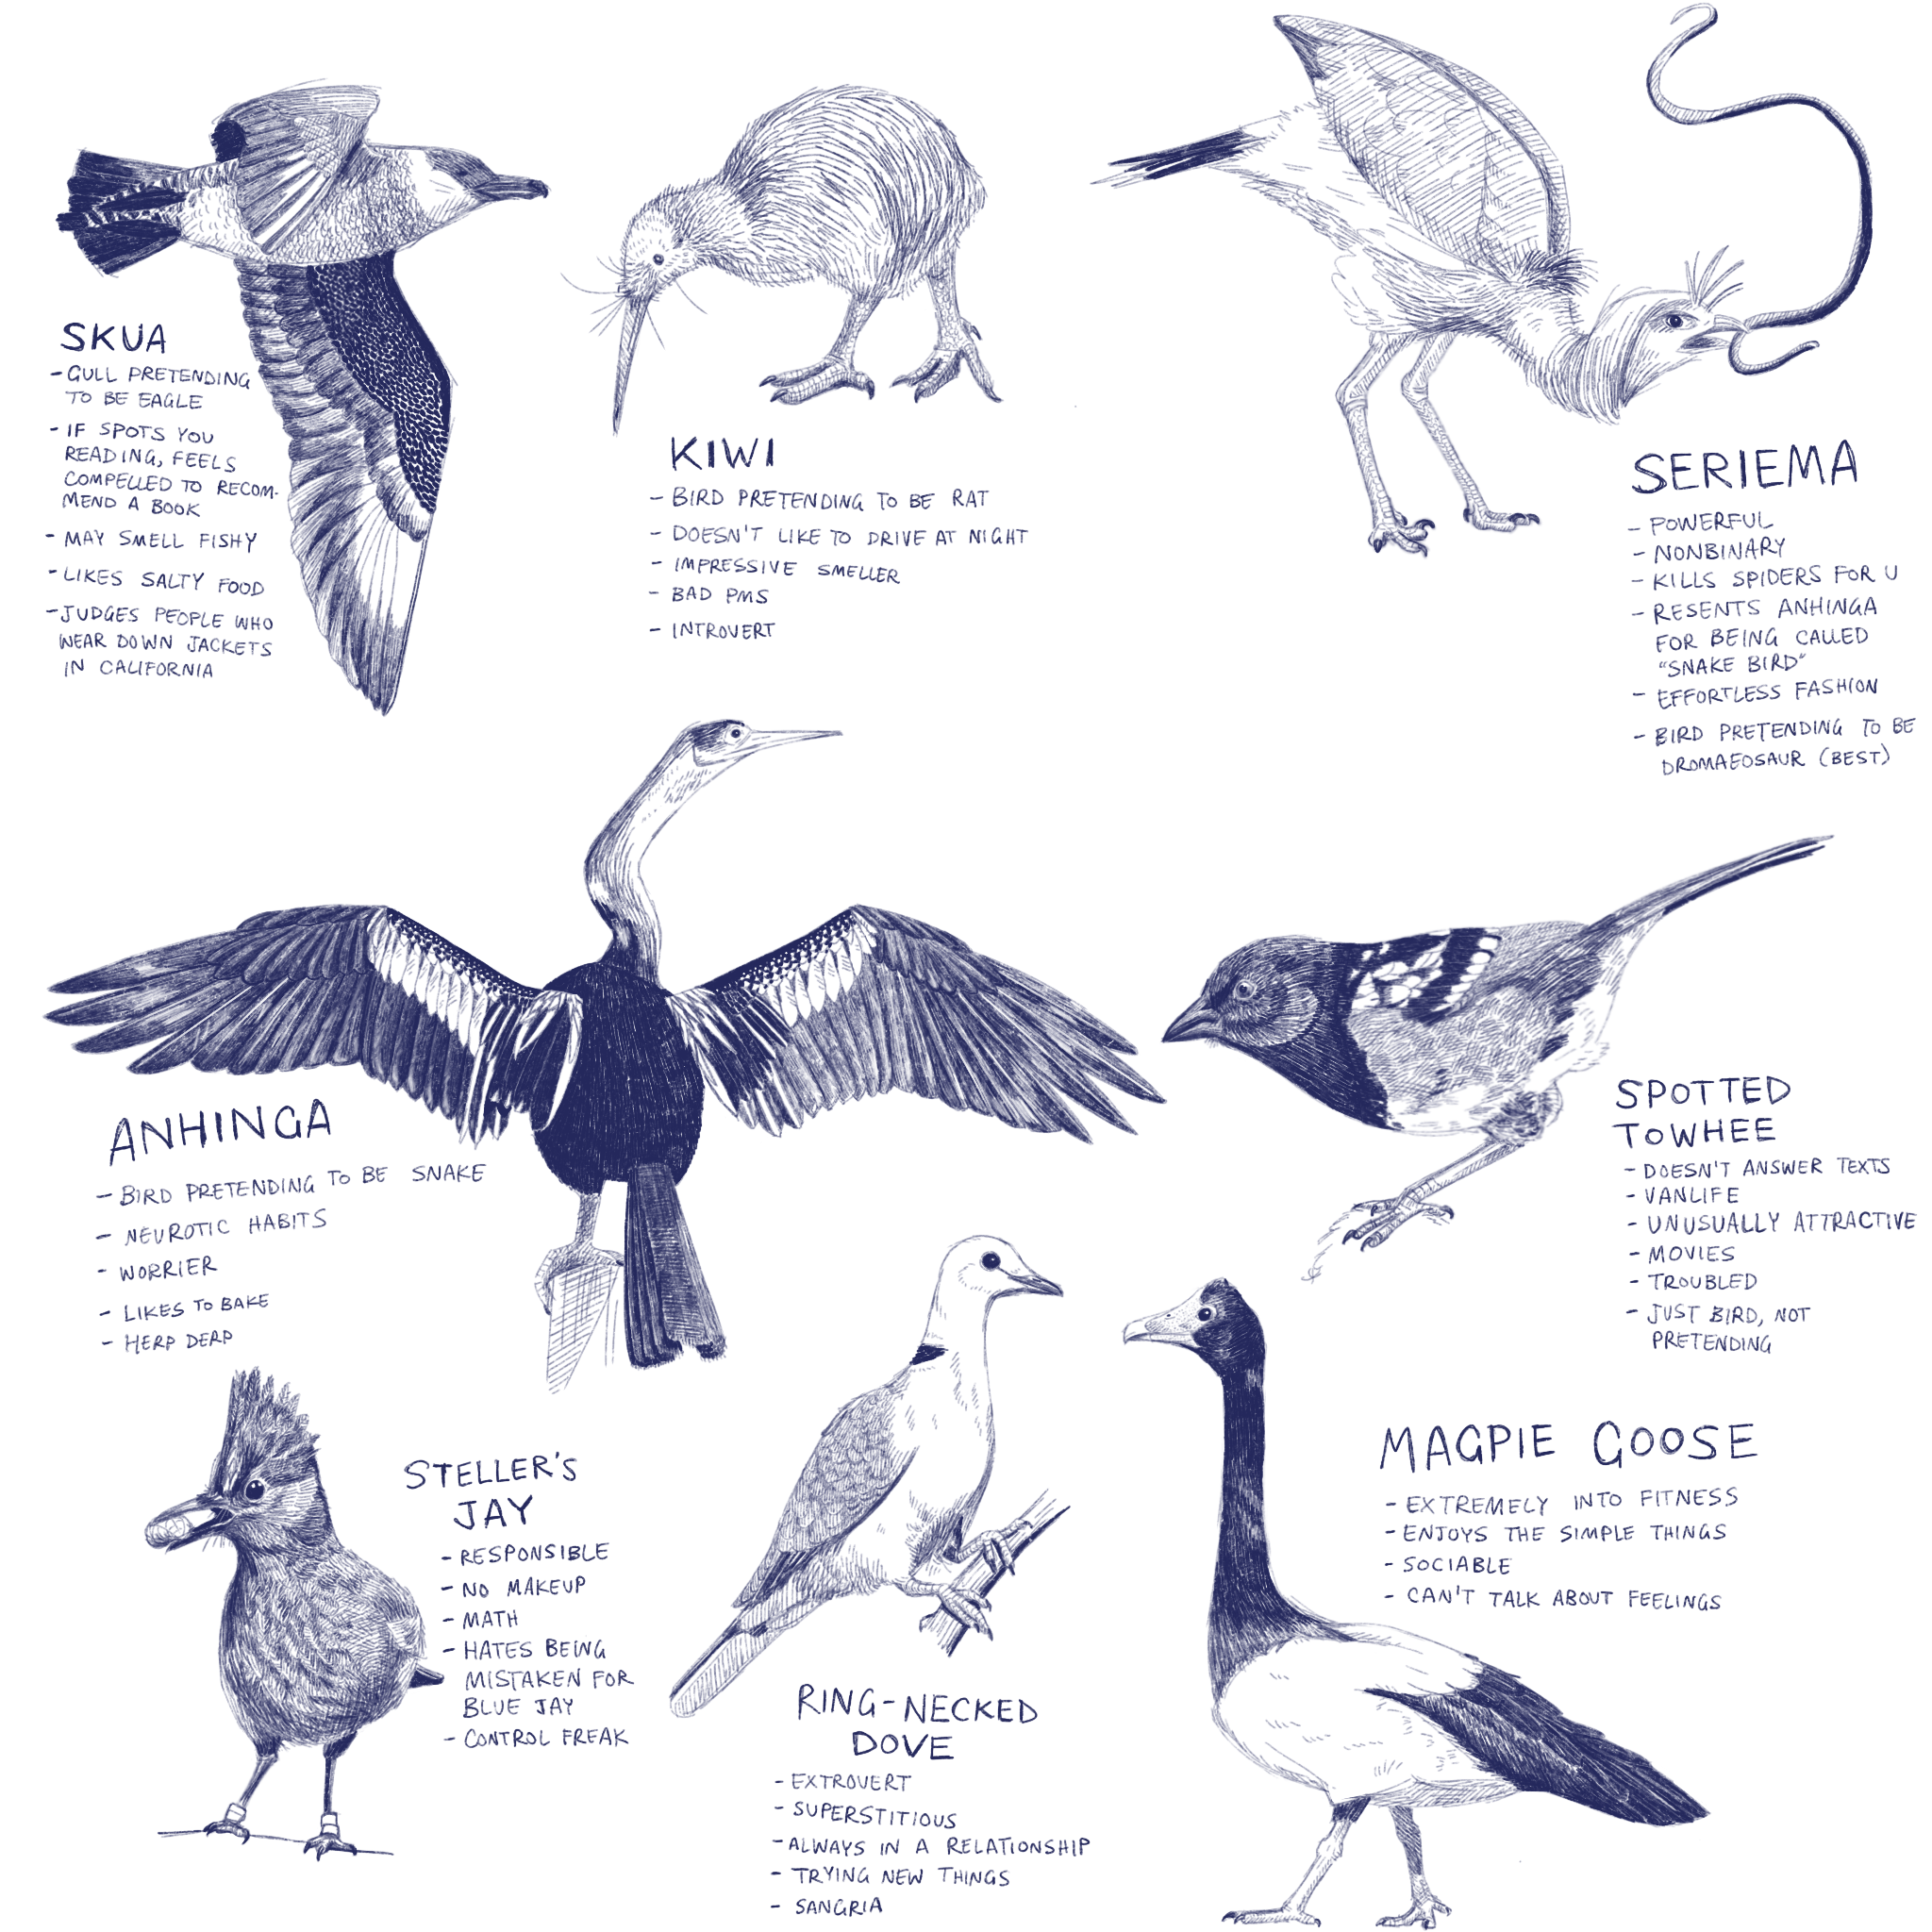 SKUA
- GULL PRETENDING
TO BE EAGLE
- IF SPOTS YOU
READING, FEELS
COMPELLED TO RECOM-
MEND A BOOK
- MAY SMELL FISHY
- LIKES SALTY FOOD
- JUDGES PEOPLE WHO
WEAR DOWN JACKETS
IN CALIFORNIA
KIWI
- BIRD PRETENDING TO BE RAT
- DOESN'T LIKE TO DRIVE AT NIGHT
- IMPRESSIVE SMELLER
- BAD PMS
- INTROVERT
SERIEMA
- POWERFUL
- NONBINARY
- KILLS SPIDERS FOR U
- RESENTS ANHINGA
FOR BEING CALLED
"SNAKE BIRD"
- EFFORTLESS FASHION
- BIRD PRETENDING TO BE
DROMAEOSAUR (BEST)
ANHINGA
- BIRD PRETENDING TO BE SNAKE
- NEUROTIC HABITS
- WORRIER
- LIKES TO BAKE
- HERP DERP
SPOTTED
TOWHEE
- DOESN'T ANSWER TEXTS
- VANLIFE
- UNUSUALLY ATTRACTIVE
- MOVIES
- TROUBLED
- JUST BIRD, NOT
PRETENDING
STELLER'S
JAY
- RESPONSIBLE
- NO MAKEUP
- MATH
- HATES BEING
MISTAKEN FOR
BLUE JAY
- CONTROL FREAK
RING-NECKED
DOVE
- EXTROVERT
- SUPERSTITIOUS
- ALWAYS IN A RELATIONSHIP
- TRYING NEW THINGS
- SANGRIA
MAGPIE GOOSE
- EXTREMELY INTO FITNESS
- ENJOYS THE SIMPLE THINGS
- SOCIABLE
- CAN'T TALK ABOUT FEELINGS